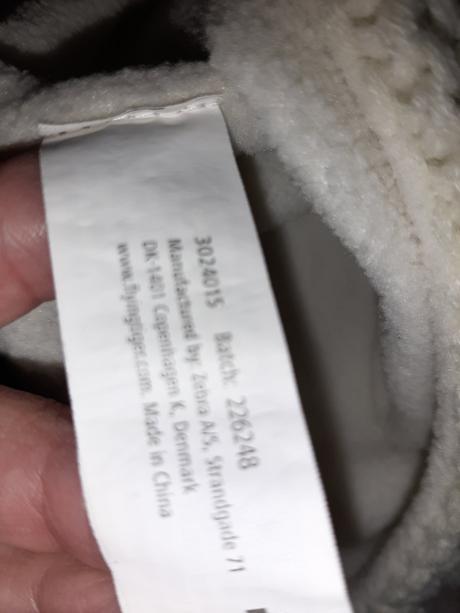 3024015 Batch: 226248
Manufactured by: Zebra A/S, Strandgade 71
DK-1401 Copenhagen K, Denmark
www.flyingtiger.com. Made in China